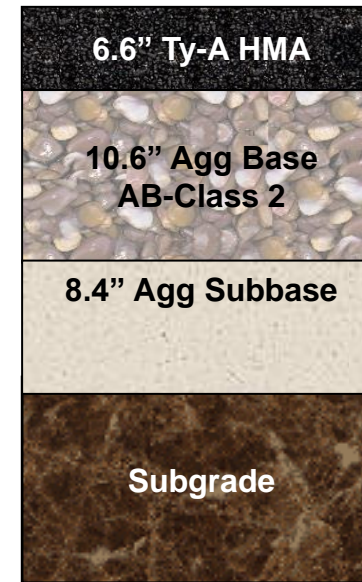 6.6” Ty-A HMA
10.6” Agg Base
AB-Class 2
8.4” Agg Subbase
Subgrade